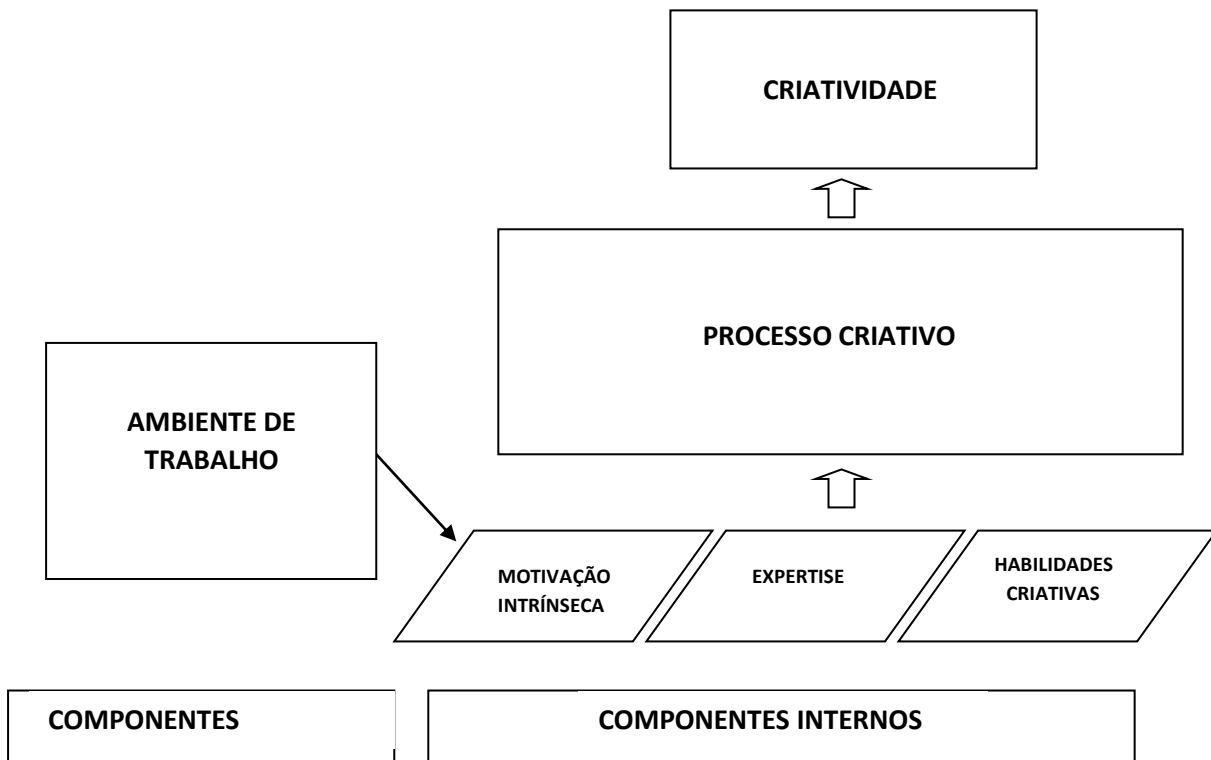 CRIATIVIDADE
PROCESSO CRIATIVO
AMBIENTE DE
TRABALHO
MOTIVAÇÃO
INTRÍNSECA
EXPERTISE
HABILIDADES
CRIATIVAS
COMPONENTES
COMPONENTES INTERNOS